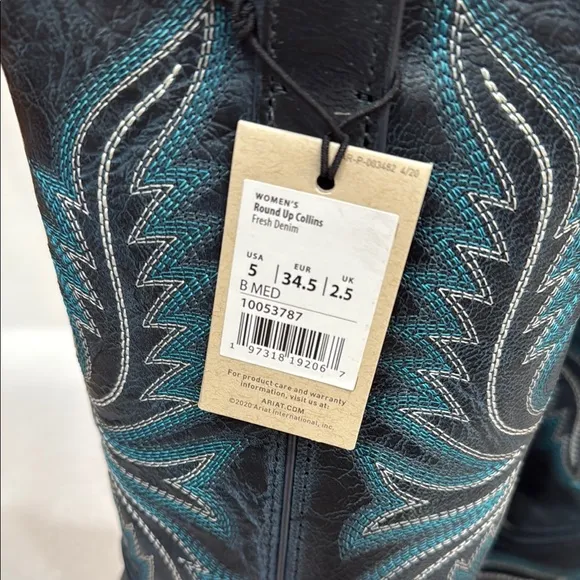 R-P-003482 4/20
WOMEN'S
Round Up Collins
Fresh Denim
USA EUR UK
5 | 34.5 | 2.5
B MED
10053787
1 97318 19206 7
For product care and warranty
information, visit us at:
ARIAT.COM
©2020 Ariat International, Inc.